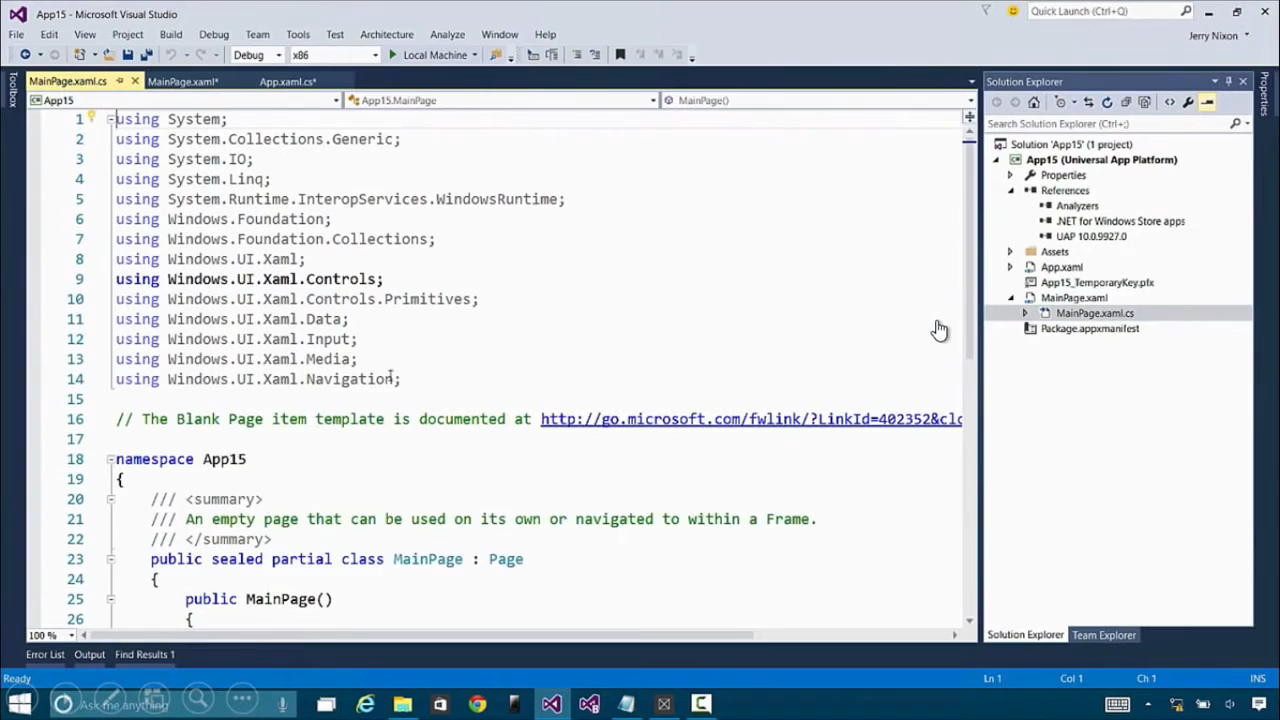 App15 - Microsoft Visual Studio
Quick Launch (Ctrl+Q)
File Edit View Project Build Debug Team Tools Test Architecture Analyze Window Help
Jerry Nixon
Debug x86 Local Machine
Toolbox
MainPage.xaml.cs MainPage.xaml* App.xaml.cs*
App15 App15.MainPage MainPage()
1 using System;
2 using System.Collections.Generic;
3 using System.IO;
4 using System.Linq;
5 using System.Runtime.InteropServices.WindowsRuntime;
6 using Windows.Foundation;
7 using Windows.Foundation.Collections;
8 using Windows.UI.Xaml;
9 using Windows.UI.Xaml.Controls;
10 using Windows.UI.Xaml.Controls.Primitives;
11 using Windows.UI.Xaml.Data;
12 using Windows.UI.Xaml.Input;
13 using Windows.UI.Xaml.Media;
14 using Windows.UI.Xaml.Navigation;
15
16 // The Blank Page item template is documented at http://go.microsoft.com/fwlink/?LinkId=402352&clc
17
18 namespace App15
19 {
20 /// <summary>
21 /// An empty page that can be used on its own or navigated to within a Frame.
22 /// </summary>
23 public sealed partial class MainPage : Page
24 {
25 public MainPage()
26 {
100 %
Solution Explorer
Search Solution Explorer (Ctrl+;)
Solution 'App15' (1 project)
App15 (Universal App Platform)
Properties
References
Analyzers
.NET for Windows Store apps
UAP 10.0.9927.0
Assets
App.xaml
App15_TemporaryKey.pfx
MainPage.xaml
MainPage.xaml.cs
Package.appxmanifest
Solution Explorer Team Explorer
Properties
Error List Output Find Results 1
Ready Ln 1 Col 1 Ch 1 INS
Ask me anything